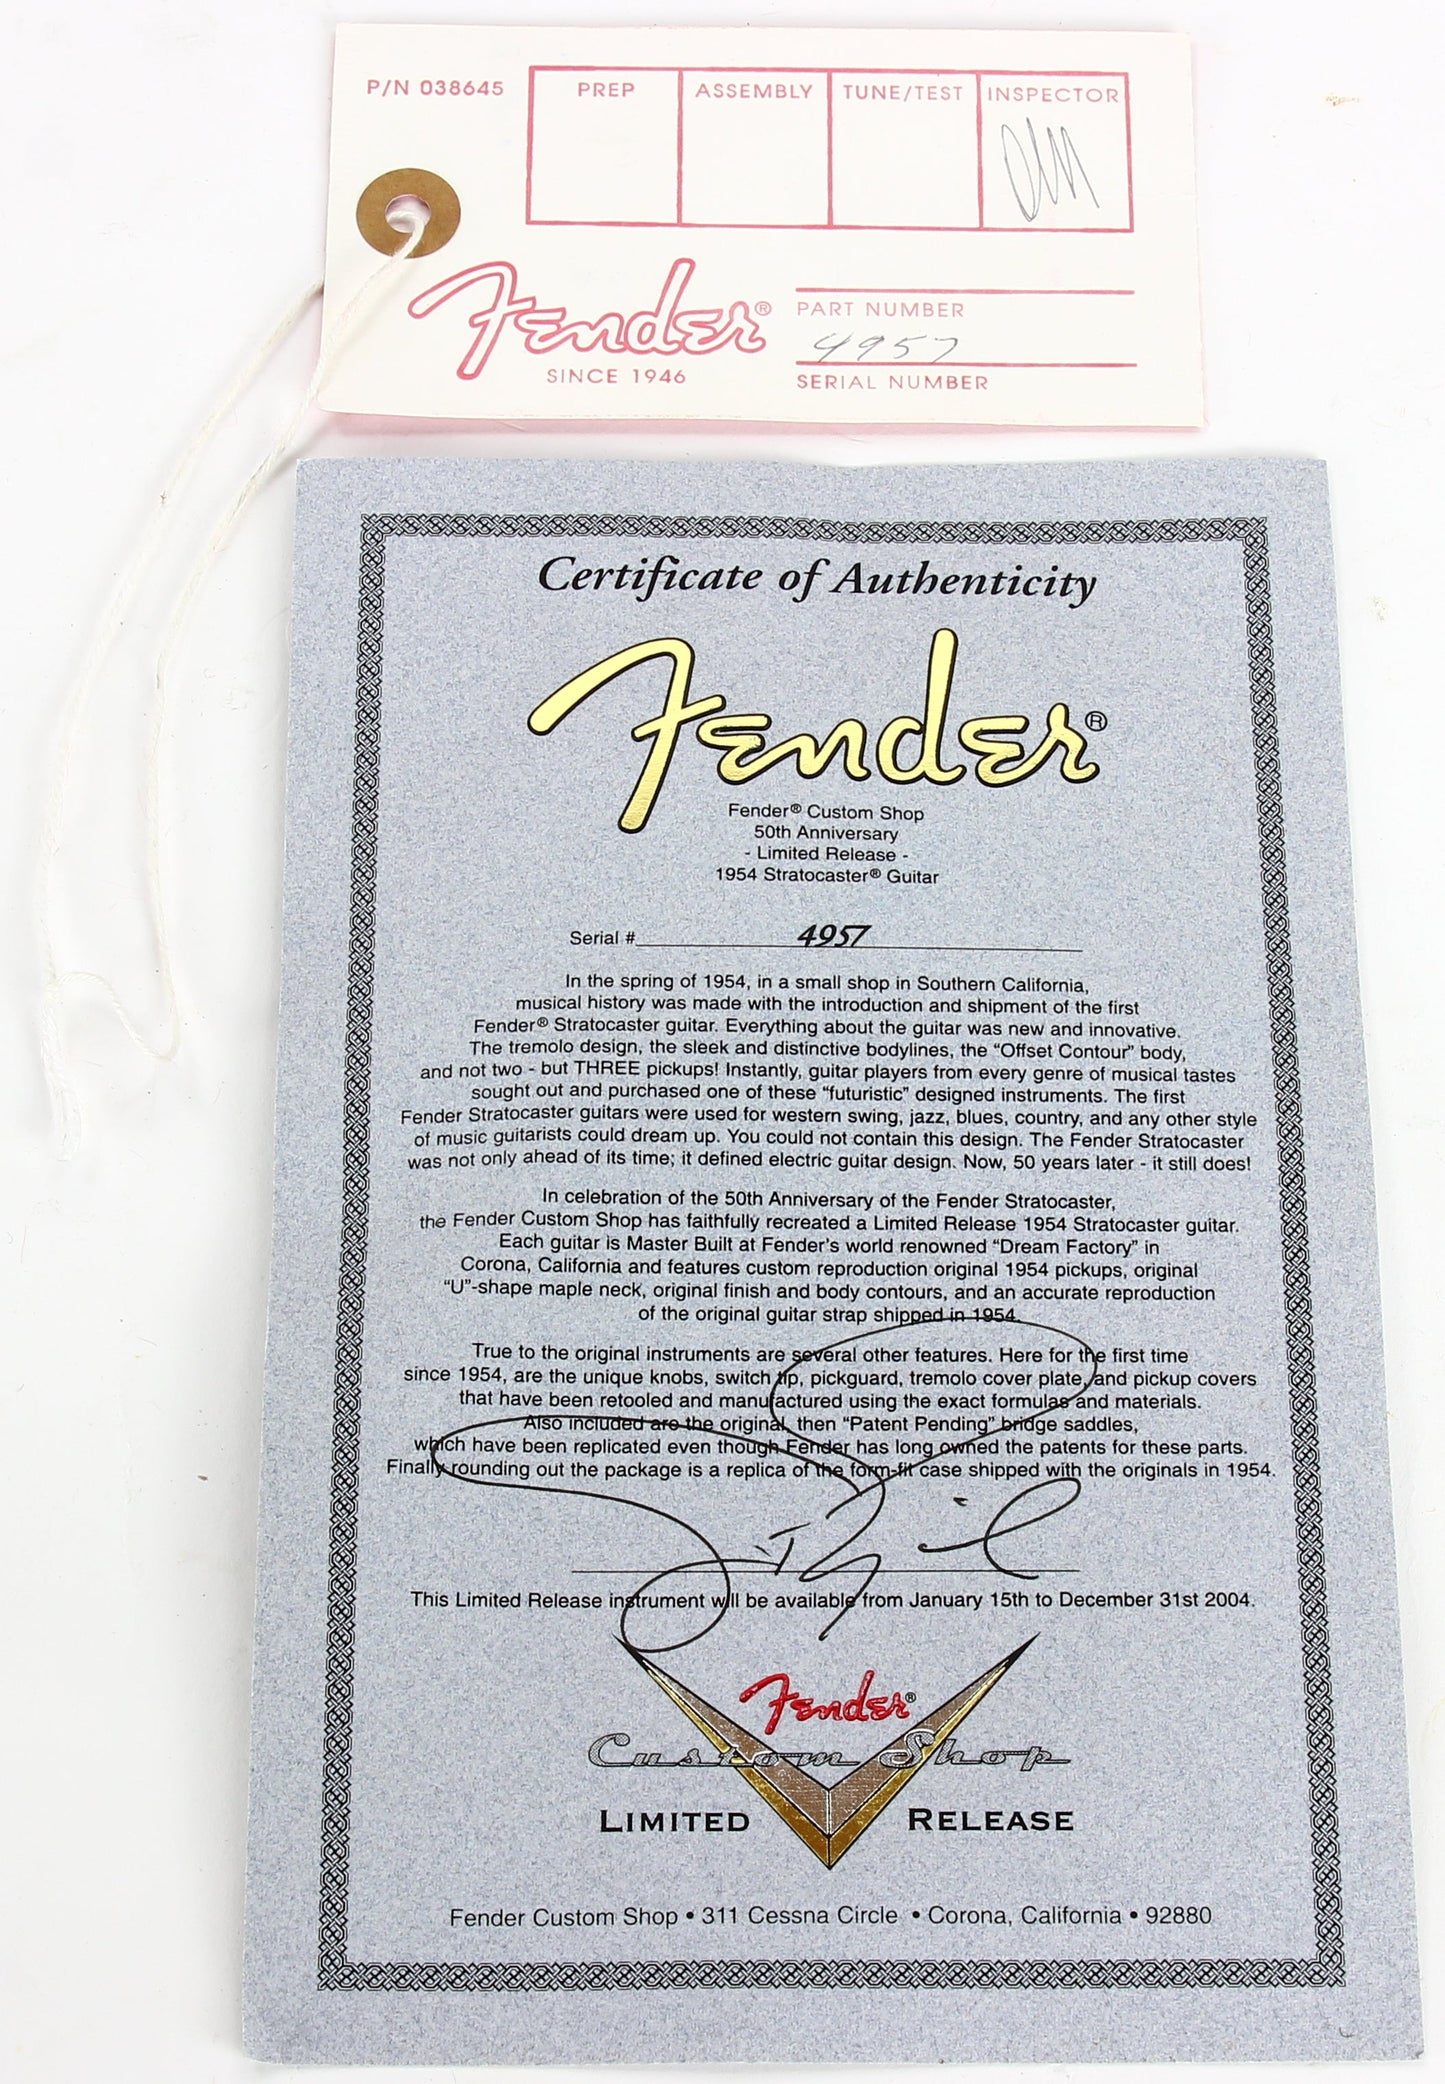 P/N 038645
PREP ASSEMBLY TUNE/TEST INSPECTOR
Fender®
SINCE 1946
PART NUMBER
4957
SERIAL NUMBER
Certificate of Authenticity
Fender®
Fender® Custom Shop
50th Anniversary
- Limited Release -
1954 Stratocaster® Guitar
Serial # 4957
In the spring of 1954, in a small shop in Southern California,
musical history was made with the introduction and shipment of the first
Fender® Stratocaster guitar. Everything about the guitar was new and innovative.
The tremolo design, the sleek and distinctive bodylines, the “Offset Contour” body,
and not two - but THREE pickups! Instantly, guitar players from every genre of musical tastes
sought out and purchased one of these “futuristic” designed instruments. The first
Fender Stratocaster guitars were used for western swing, jazz, blues, country, and any other style
of music guitarists could dream up. You could not contain this design. The Fender Stratocaster
was not only ahead of its time; it defined electric guitar design. Now, 50 years later - it still does!
In celebration of the 50th Anniversary of the Fender Stratocaster,
the Fender Custom Shop has faithfully recreated a Limited Release 1954 Stratocaster guitar.
Each guitar is Master Built at Fender's world renowned “Dream Factory” in
Corona, California and features custom reproduction original 1954 pickups, original
“U”-shape maple neck, original finish and body contours, and an accurate reproduction
of the original guitar strap shipped in 1954.
True to the original instruments are several other features. Here for the first time
since 1954, are the unique knobs, switch tip, pickguard, tremolo cover plate, and pickup covers
that have been retooled and manufactured using the exact formulas and materials.
Also included are the original, then “Patent Pending” bridge saddles,
which have been replicated even though Fender has long owned the patents for these parts.
Finally rounding out the package is a replica of the form-fit case shipped with the originals in 1954.
This Limited Release instrument will be available from January 15th to December 31st 2004.
Fender®
Custom Shop
LIMITED RELEASE
Fender Custom Shop • 311 Cessna Circle • Corona, California • 92880